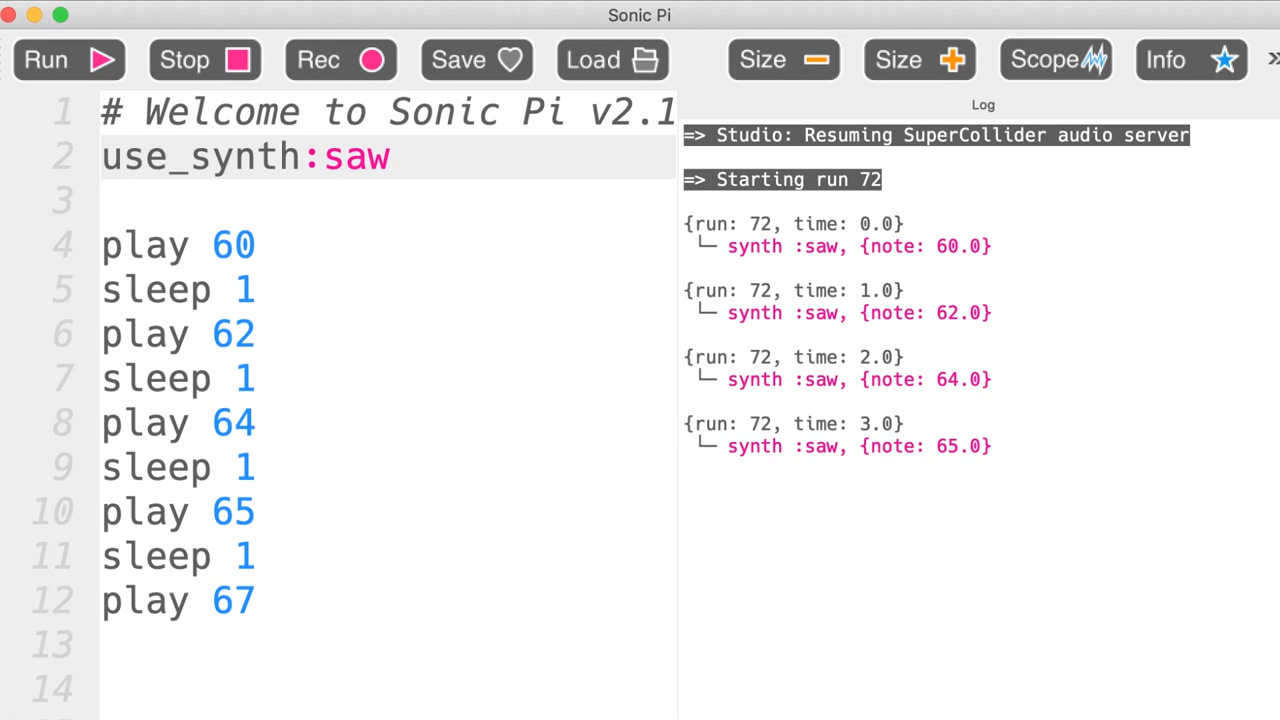 Sonic Pi
Run Stop Rec Save Load Size Size Scope Info »
1 # Welcome to Sonic Pi v2.1
2 use_synth:saw
3
4 play 60
5 sleep 1
6 play 62
7 sleep 1
8 play 64
9 sleep 1
10 play 65
11 sleep 1
12 play 67
13
14
Log
=> Studio: Resuming SuperCollider audio server
=> Starting run 72
{run: 72, time: 0.0}
└─ synth :saw, {note: 60.0}
{run: 72, time: 1.0}
└─ synth :saw, {note: 62.0}
{run: 72, time: 2.0}
└─ synth :saw, {note: 64.0}
{run: 72, time: 3.0}
└─ synth :saw, {note: 65.0}